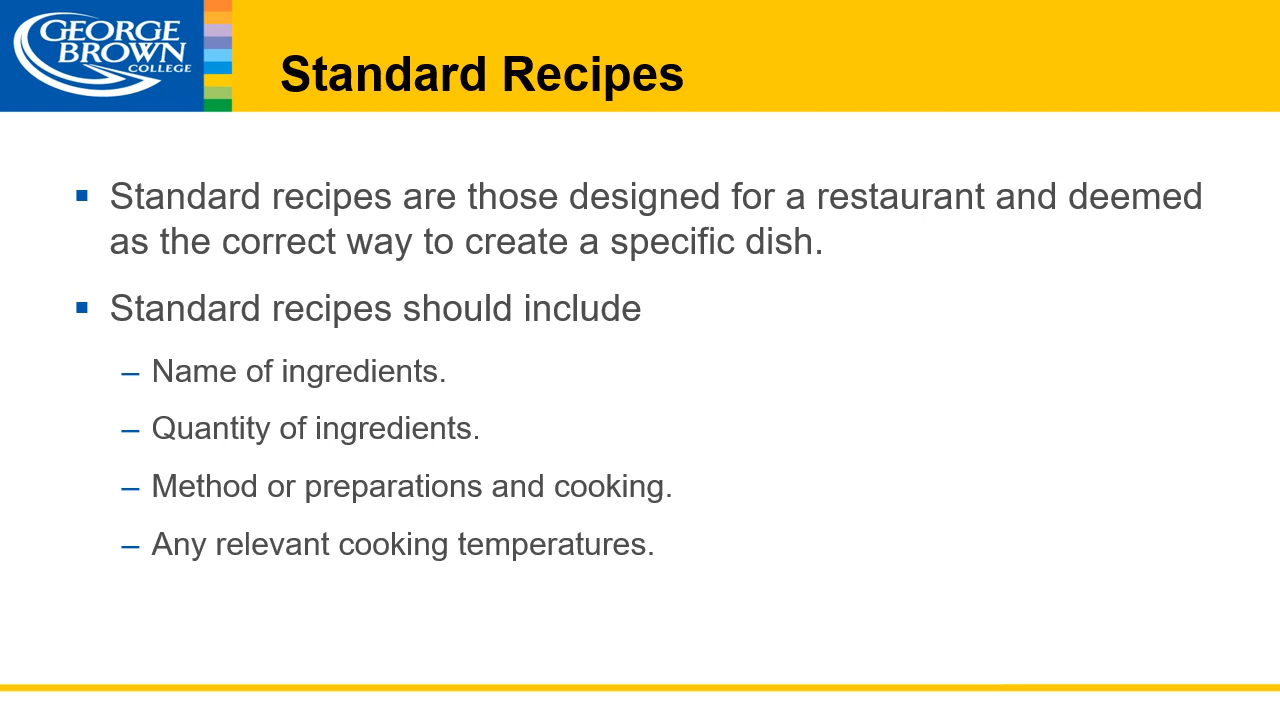 GEORGE
BROWN
COLLEGE
Standard Recipes
▪ Standard recipes are those designed for a restaurant and deemed
as the correct way to create a specific dish.
▪ Standard recipes should include
– Name of ingredients.
– Quantity of ingredients.
– Method or preparations and cooking.
– Any relevant cooking temperatures.